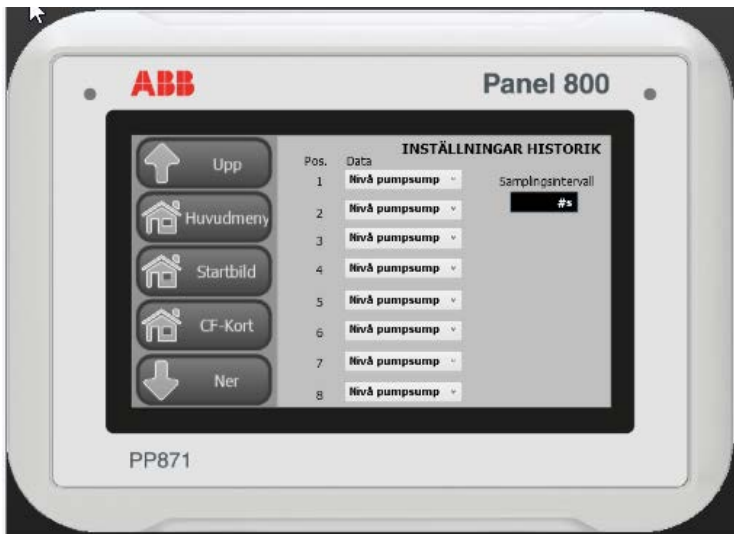 ABB
Panel 800
INSTÄLLNINGAR HISTORIK
Upp
Pos. Data
1 Nivå pumpsump
Samplingsintervall
#s
Huvudmeny
2 Nivå pumpsump
3 Nivå pumpsump
Startbild
4 Nivå pumpsump
5 Nivå pumpsump
CF-Kort
6 Nivå pumpsump
7 Nivå pumpsump
Ner
8 Nivå pumpsump
PP871